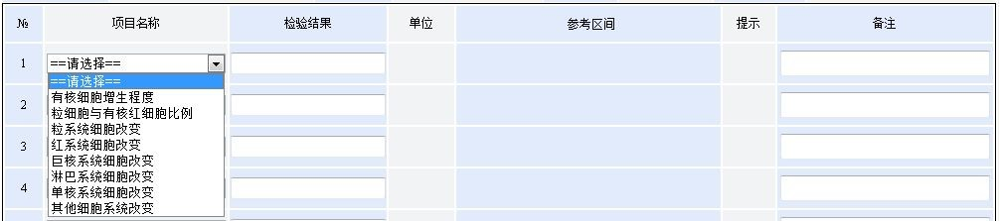 № 项目名称 检验结果 单位 参考区间 提示 备注
1 ==请选择==
==请选择==
有核细胞增生程度
2
粒细胞与有核红细胞比例
粒系统细胞改变
3 红系统细胞改变
巨核系统细胞改变
淋巴系统细胞改变
4 单核系统细胞改变
其他细胞系统改变